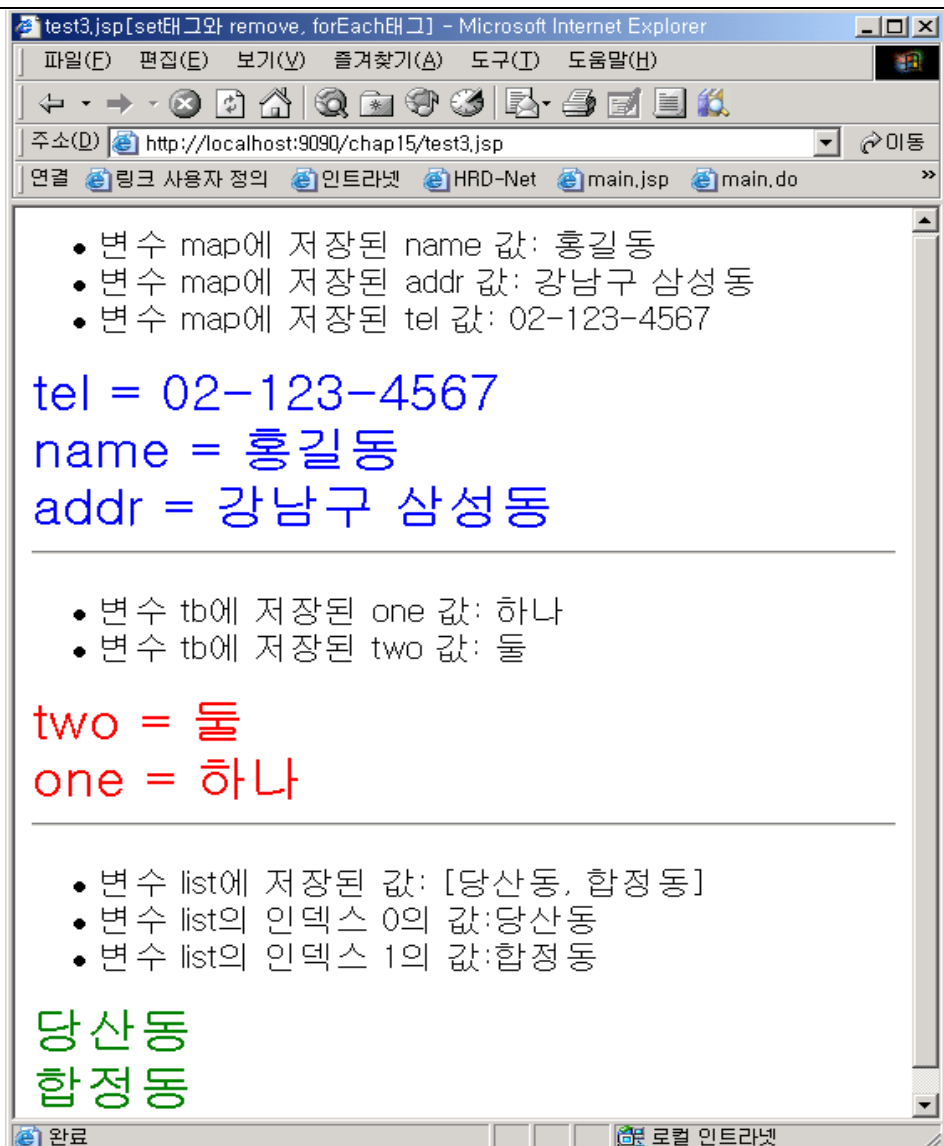 test3.jsp[set태그와 remove, forEach태그] - Microsoft Internet Explorer
파일(F) 편집(E) 보기(V) 즐겨찾기(A) 도구(T) 도움말(H)
주소(D) http://localhost:9090/chap15/test3.jsp 이동
연결 링크 사용자 정의 인트라넷 HRD-Net main.jsp main.do »
• 변수 map에 저장된 name 값: 홍길동
• 변수 map에 저장된 addr 값: 강남구 삼성동
• 변수 map에 저장된 tel 값: 02-123-4567
tel = 02-123-4567
name = 홍길동
addr = 강남구 삼성동
• 변수 tb에 저장된 one 값: 하나
• 변수 tb에 저장된 two 값: 둘
two = 둘
one = 하나
• 변수 list에 저장된 값: [당산동, 합정동]
• 변수 list의 인덱스 0의 값:당산동
• 변수 list의 인덱스 1의 값:합정동
당산동
합정동
완료 로컬 인트라넷